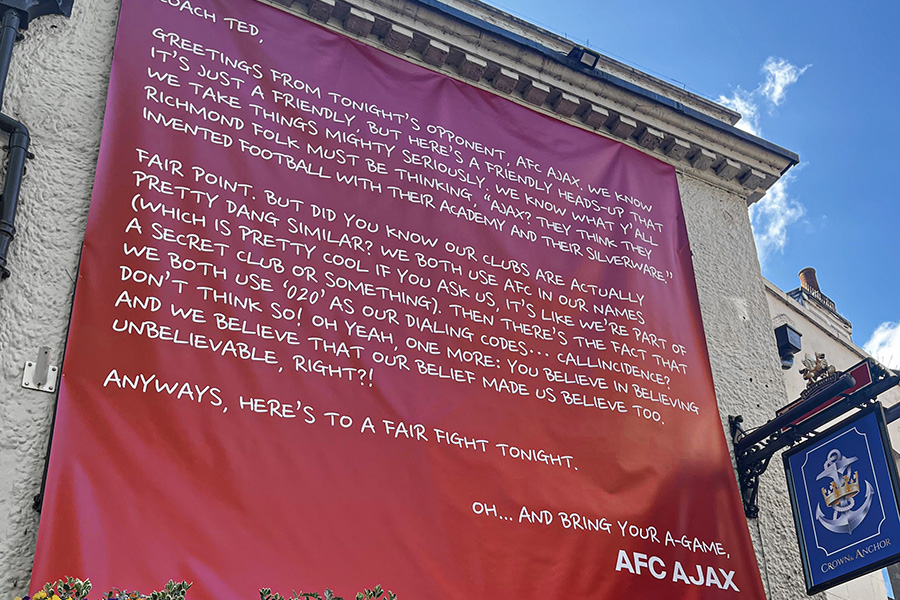 COACH TED,
GREETINGS FROM TONIGHT'S OPPONENT, AFC AJAX. WE KNOW
IT'S JUST A FRIENDLY, BUT HERE'S A FRIENDLY HEADS-UP THAT
WE TAKE THINGS MIGHTY SERIOUSLY. WE KNOW WHAT Y'ALL
RICHMOND FOLK MUST BE THINKING, "AJAX? THEY THINK THEY
INVENTED FOOTBALL WITH THEIR ACADEMY AND THEIR SILVERWARE."
FAIR POINT. BUT DID YOU KNOW OUR CLUBS ARE ACTUALLY
PRETTY DANG SIMILAR? WE BOTH USE AFC IN OUR NAMES
(WHICH IS PRETTY COOL IF YOU ASK US, IT'S LIKE WE'RE PART OF
A SECRET CLUB OR SOMETHING). THEN THERE'S THE FACT THAT
WE BOTH USE '020' AS OUR DIALING CODES... CALLINCIDENCE?
DON'T THINK SO! OH YEAH, ONE MORE: YOU BELIEVE IN BELIEVING
AND WE BELIEVE THAT OUR BELIEF MADE US BELIEVE TOO.
UNBELIEVABLE, RIGHT?!
ANYWAYS, HERE'S TO A FAIR FIGHT TONIGHT.
OH... AND BRING YOUR A-GAME,
AFC AJAX
CROWN & ANCHOR